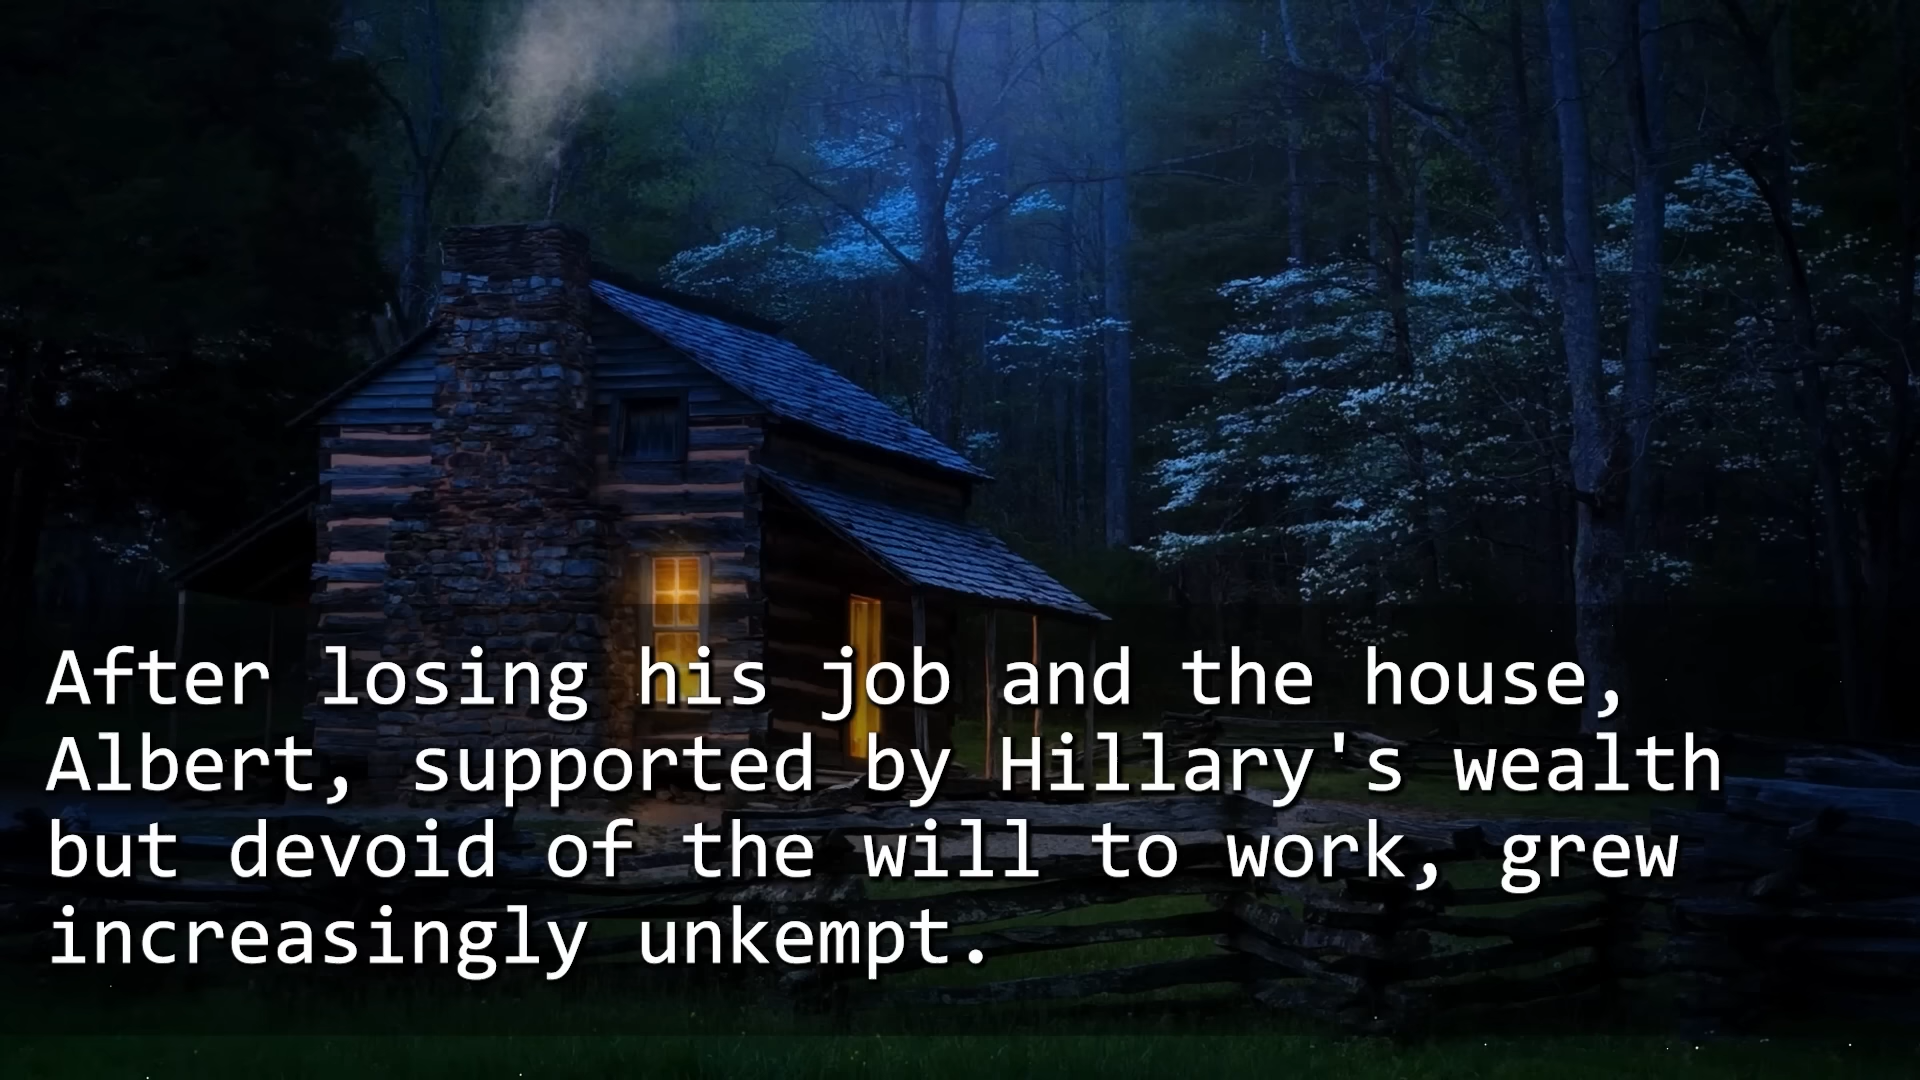 After losing his job and the house,
Albert, supported by Hillary's wealth
but devoid of the will to work, grew
increasingly unkempt.